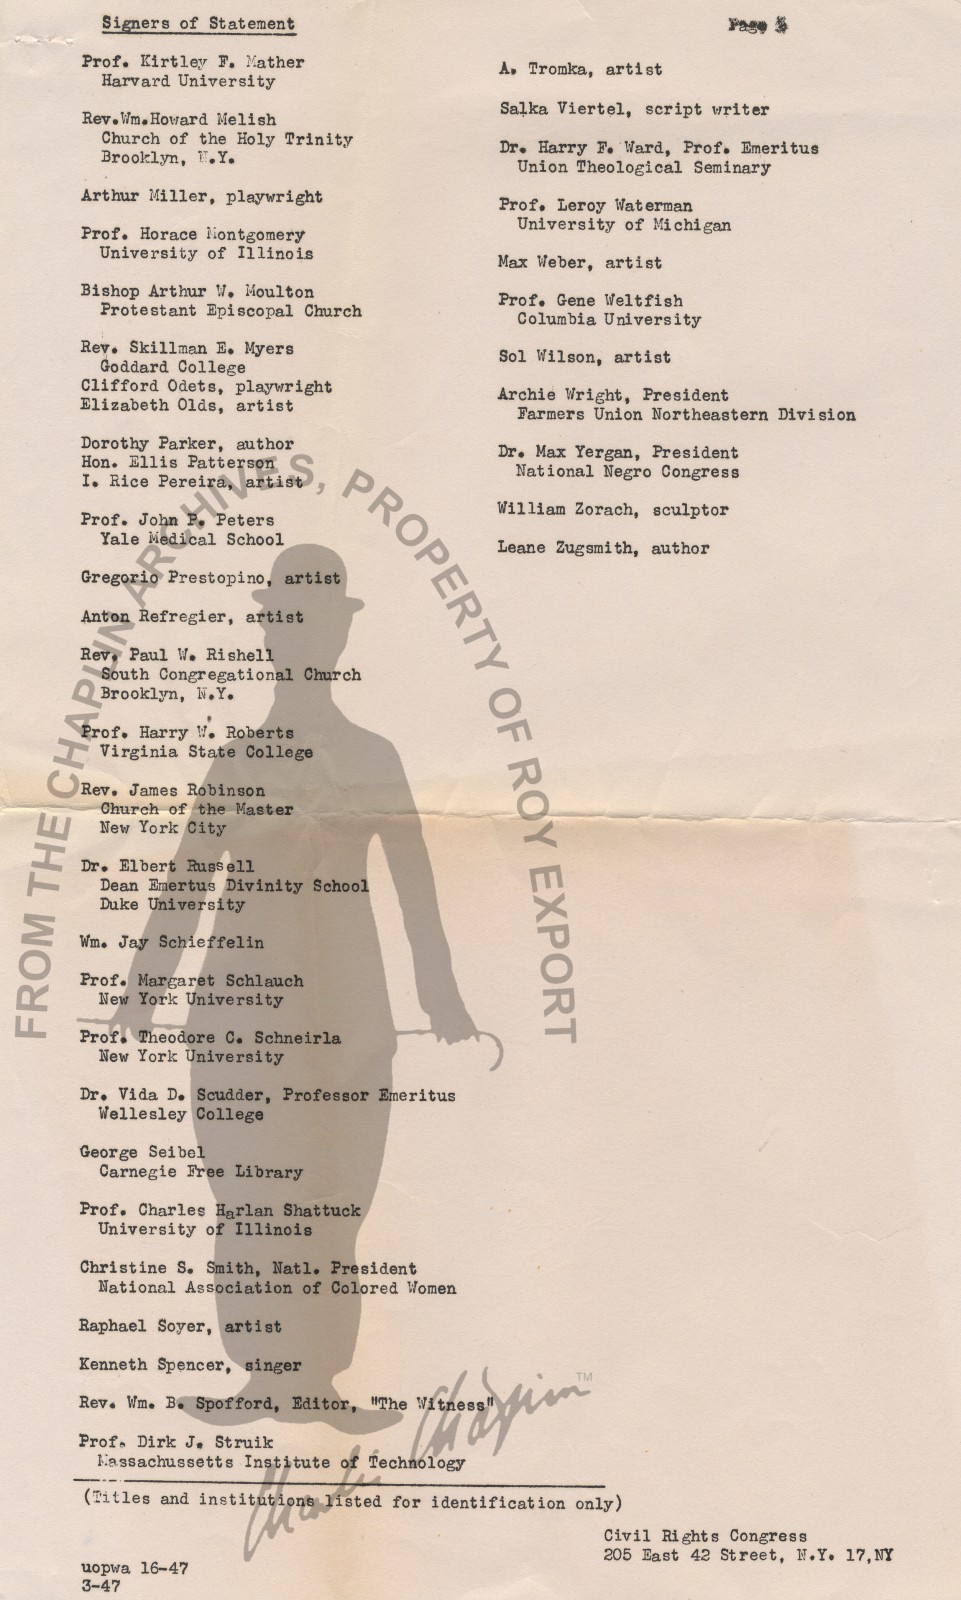 Signers of Statement
Page 3
Prof. Kirtley F. Mather
Harvard University
Rev.Wm.Howard Melish
Church of the Holy Trinity
Brooklyn, N.Y.
Arthur Miller, playwright
Prof. Horace Montgomery
University of Illinois
Bishop Arthur W. Moulton
Protestant Episcopal Church
Rev. Skillman E. Myers
Goddard College
Clifford Odets, playwright
Elizabeth Olds, artist
Dorothy Parker, author
Hon. Ellis Patterson
I. Rice Pereira, artist
Prof. John P. Peters
Yale Medical School
Gregorio Prestopino, artist
Anton Refregier, artist
Rev. Paul W. Rishell
South Congregational Church
Brooklyn, N.Y.
Prof. Harry W. Roberts
Virginia State College
Rev. James Robinson
Church of the Master
New York City
Dr. Elbert Russell
Dean Emertus Divinity School
Duke University
Wm. Jay Schieffelin
Prof. Margaret Schlauch
New York University
Prof. Theodore C. Schneirla
New York University
Dr. Vida D. Scudder, Professor Emeritus
Wellesley College
George Seibel
Carnegie Free Library
Prof. Charles Harlan Shattuck
University of Illinois
Christine S. Smith, Natl. President
National Association of Colored Women
Raphael Soyer, artist
Kenneth Spencer, singer
Rev. Wm. B. Spofford, Editor, "The Witness"
Prof. Dirk J. Struik
Massachussetts Institute of Technology
A. Tromka, artist
Salka Viertel, script writer
Dr. Harry F. Ward, Prof. Emeritus
Union Theological Seminary
Prof. Leroy Waterman
University of Michigan
Max Weber, artist
Prof. Gene Weltfish
Columbia University
Sol Wilson, artist
Archie Wright, President
Farmers Union Northeastern Division
Dr. Max Yergan, President
National Negro Congress
William Zorach, sculptor
Leane Zugsmith, author
(Titles and institutions listed for identification only)
Civil Rights Congress
205 East 42 Street, N.Y. 17,NY
uopwa 16-47
3-47
FROM THE CHAPLIN ARCHIVES, PROPERTY OF ROY EXPORT
Charlie Chaplin TM